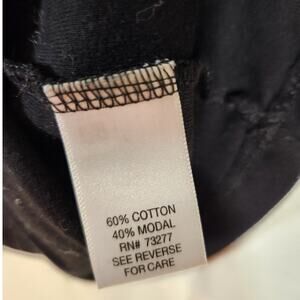 60% COTTON
40% MODAL
RN# 73277
SEE REVERSE
FOR CARE